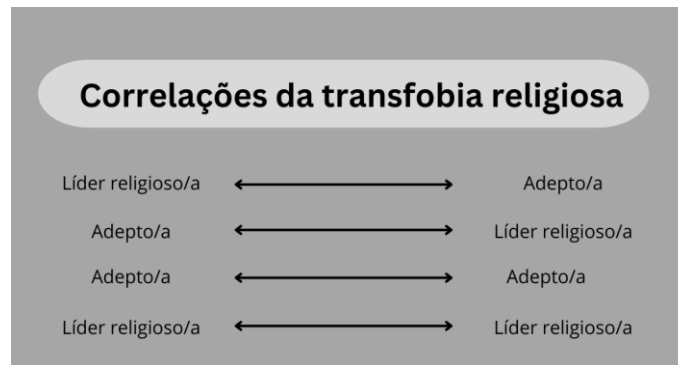 Correlações da transfobia religiosa
Líder religioso/a Adepto/a
Adepto/a Líder religioso/a
Adepto/a Adepto/a
Líder religioso/a Líder religioso/a